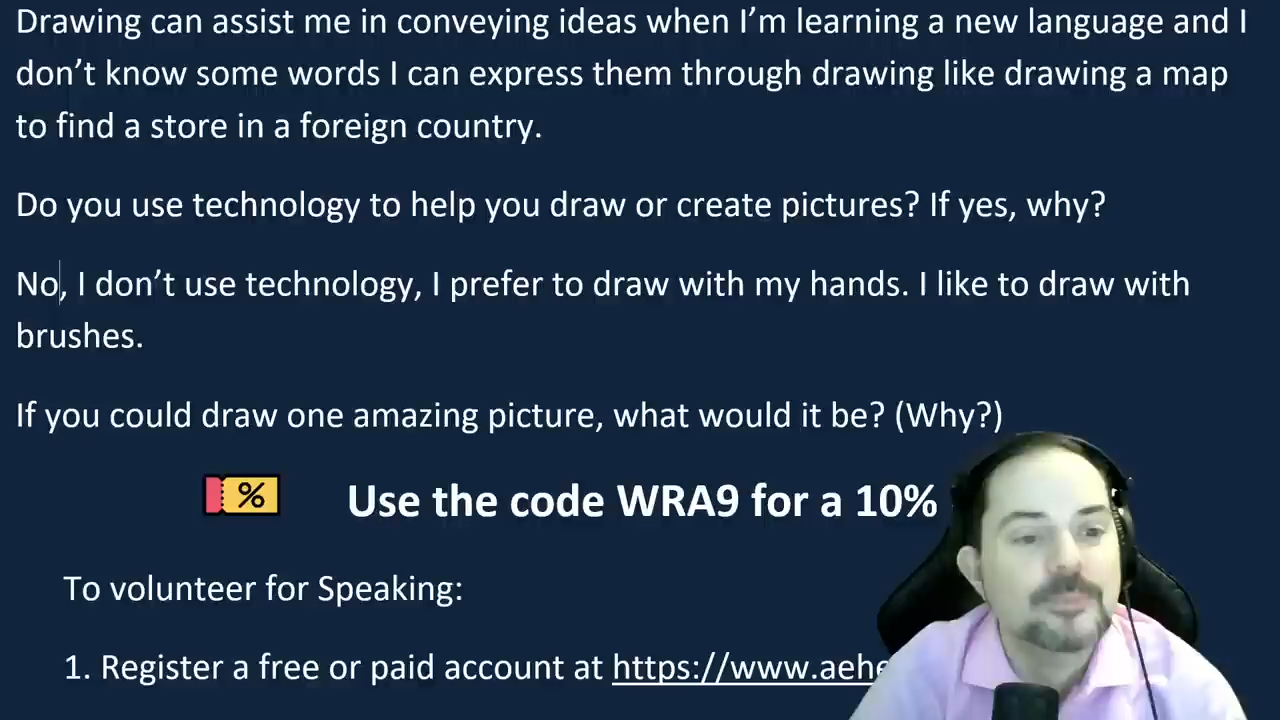 Drawing can assist me in conveying ideas when I’m learning a new language and I
don’t know some words I can express them through drawing like drawing a map
to find a store in a foreign country.
Do you use technology to help you draw or create pictures? If yes, why?
No, I don’t use technology, I prefer to draw with my hands. I like to draw with
brushes.
If you could draw one amazing picture, what would it be? (Why?)
% Use the code WRA9 for a 10%
To volunteer for Speaking:
1. Register a free or paid account at https://www.aehe